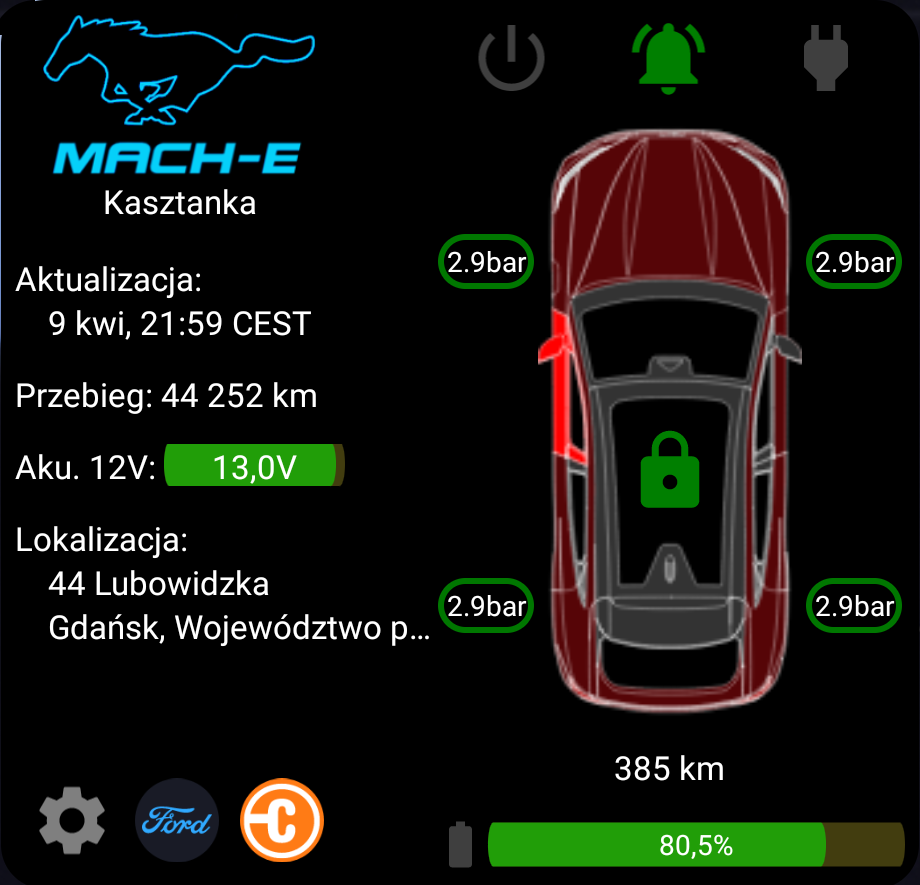 MACH-E
Kasztanka
Aktualizacja:
9 kwi, 21:59 CEST
Przebieg: 44 252 km
Aku. 12V: 13,0V
Lokalizacja:
44 Lubowidzka
Gdańsk, Województwo p...
2.9bar
2.9bar
2.9bar
2.9bar
385 km
Ford
C
80,5%